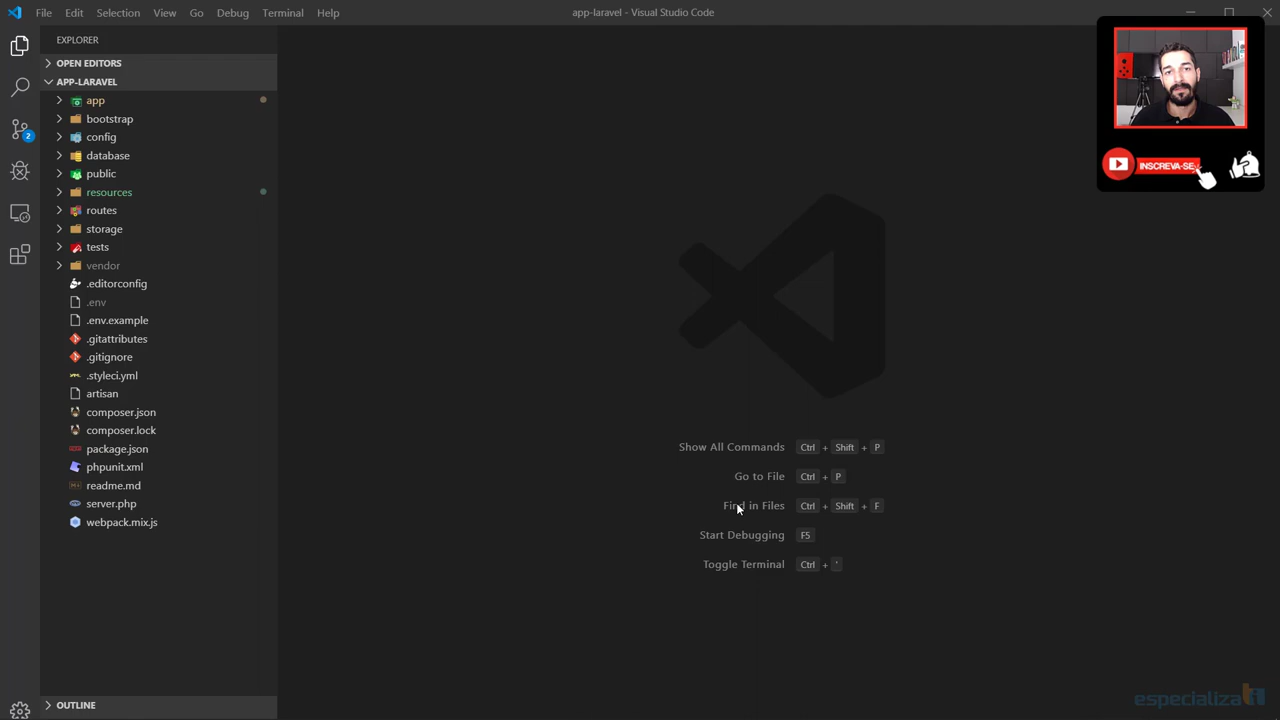 File Edit Selection View Go Debug Terminal Help
app-laravel - Visual Studio Code
EXPLORER
OPEN EDITORS
APP-LARAVEL
app
bootstrap
config
database
public
resources
routes
storage
tests
vendor
.editorconfig
.env
.env.example
.gitattributes
.gitignore
.styleci.yml
artisan
composer.json
composer.lock
package.json
phpunit.xml
readme.md
server.php
webpack.mix.js
OUTLINE
2
Show All Commands Ctrl + Shift + P
Go to File Ctrl + P
Find in Files Ctrl + Shift + F
Start Debugging F5
Toggle Terminal Ctrl + '
INSCREVA-SE
especializati